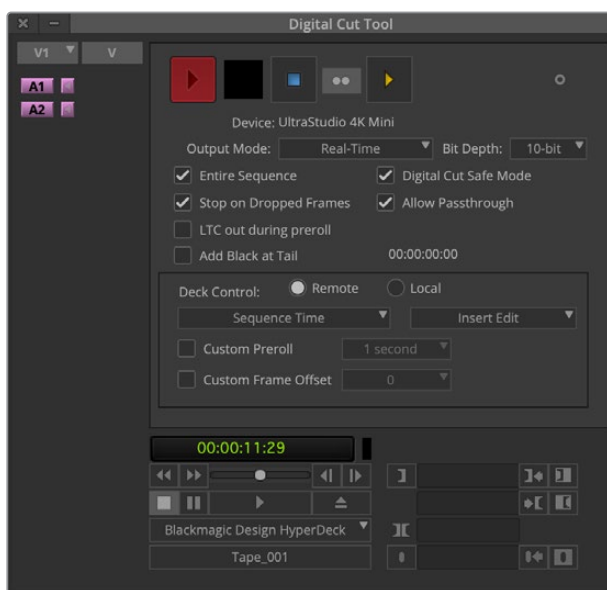 Digital Cut Tool
V1 V
A1
A2
Device: UltraStudio 4K Mini
Output Mode: Real-Time Bit Depth: 10-bit
Entire Sequence Digital Cut Safe Mode
Stop on Dropped Frames Allow Passthrough
LTC out during preroll
Add Black at Tail 00:00:00:00
Deck Control: Remote Local
Sequence Time Insert Edit
Custom Preroll 1 second
Custom Frame Offset 0
00:00:11:29
Blackmagic Design HyperDeck
Tape_001